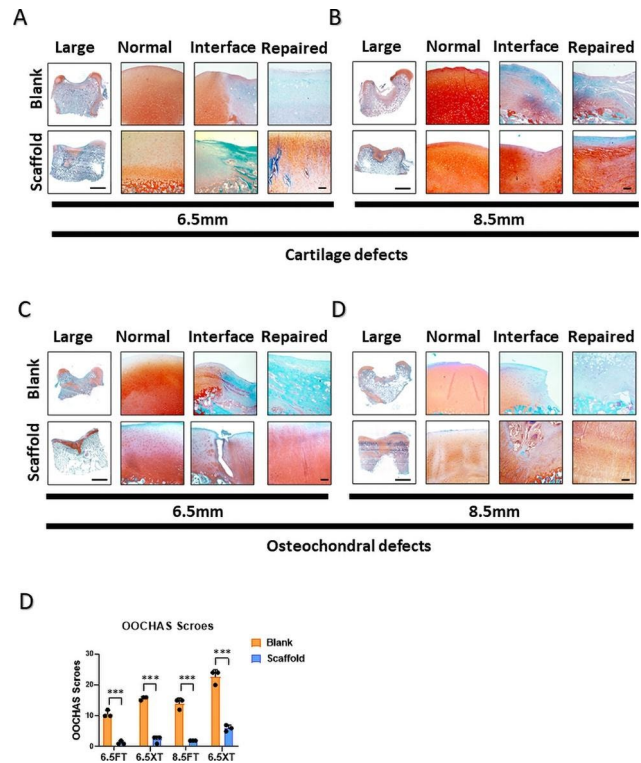 A
Large Normal Interface Repaired
Blank
Scaffold
6.5mm
B
Large Normal Interface Repaired
8.5mm
Cartilage defects
C
Large Normal Interface Repaired
Blank
Scaffold
6.5mm
D
Large Normal Interface Repaired
8.5mm
Osteochondral defects
D
OOCHAS Scroes
Blank
Scaffold
OOCHAS Scroes
30
20
10
0
*** *** *** ***
6.5FT 6.5XT 8.5FT 6.5XT